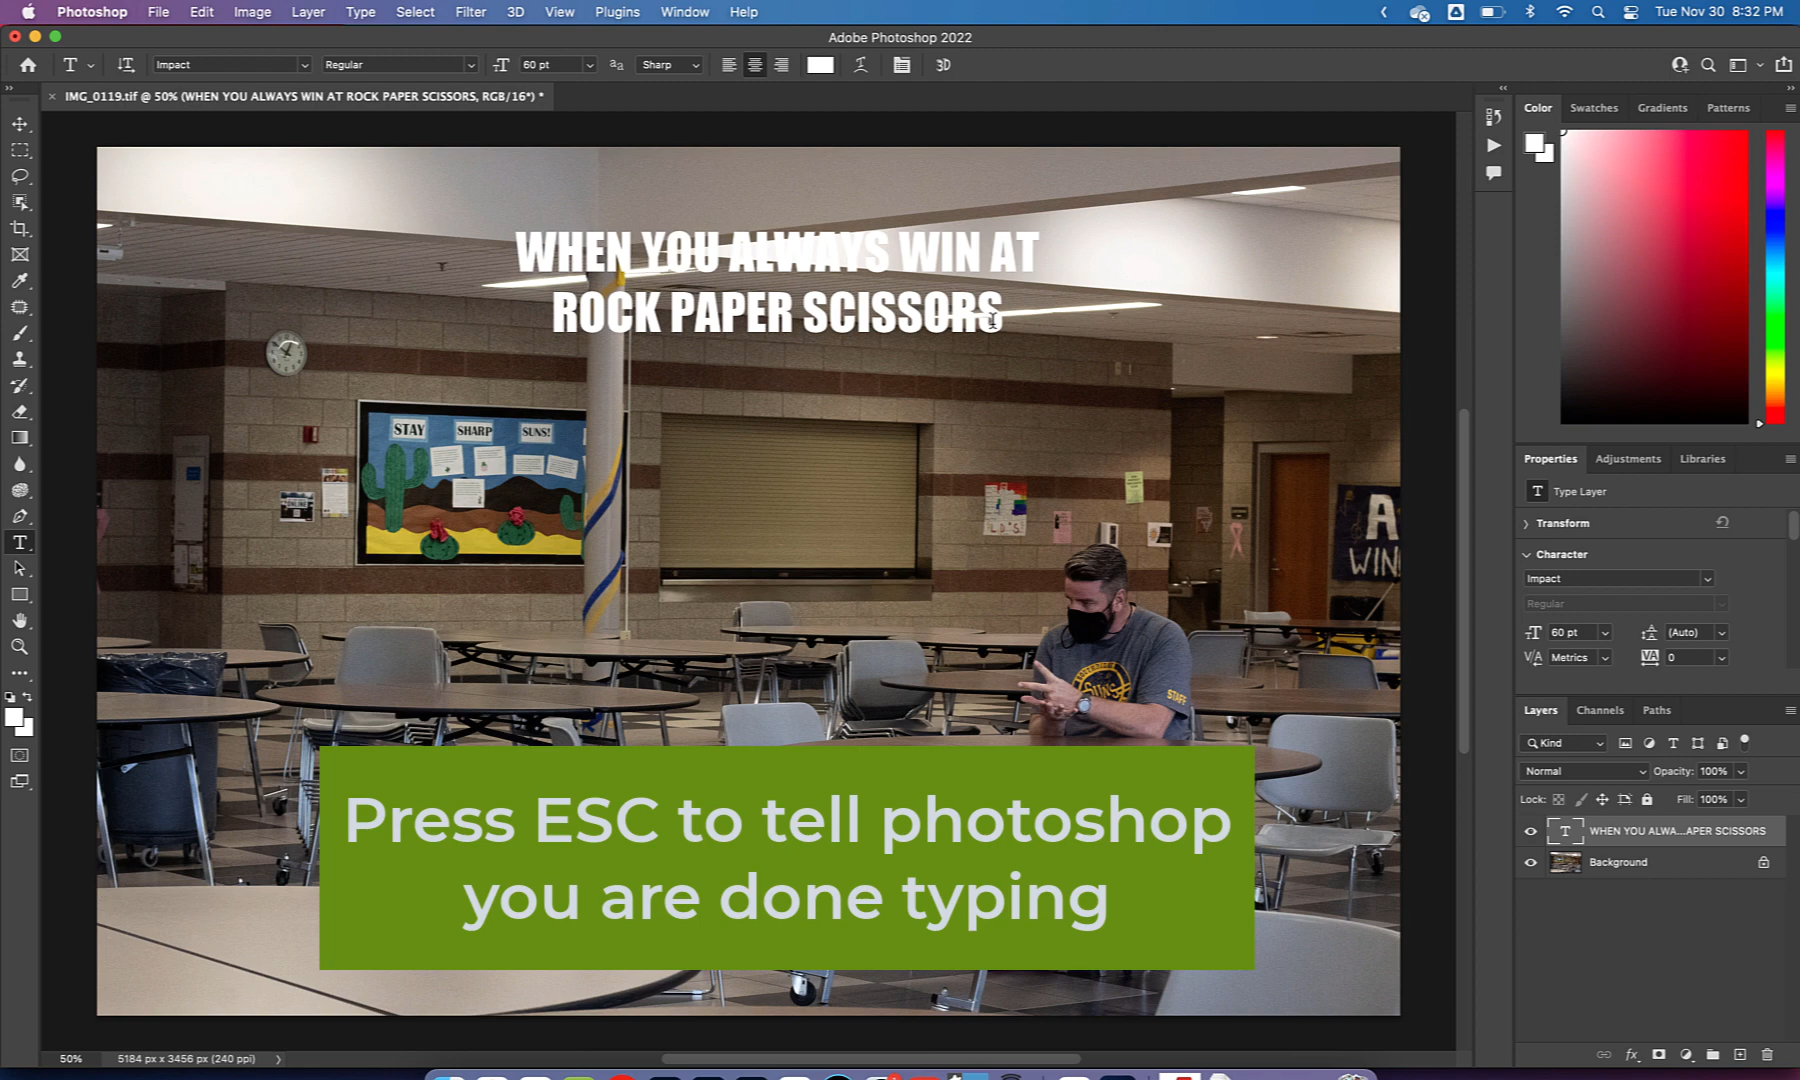 Photoshop File Edit Image Layer Type Select Filter 3D View Plugins Window Help
Tue Nov 30 8:32 PM
Adobe Photoshop 2022
T Impact Regular 60 pt Sharp 3D
IMG_0119.tif @ 50% (WHEN YOU ALWAYS WIN AT ROCK PAPER SCISSORS, RGB/16*) *
Color Swatches Gradients Patterns
WHEN YOU ALWAYS WIN AT
ROCK PAPER SCISSORS
STAY SHARP SUNS!
ONLINE
L.D'S.
A
WIN
SUNS
STAFF
Properties Adjustments Libraries
T Type Layer
Transform
Character
Impact
Regular
60 pt (Auto)
Metrics 0
Layers Channels Paths
Kind
Normal Opacity: 100%
Lock: Fill: 100%
T WHEN YOU ALWA...APER SCISSORS
Background
fx
Press ESC to tell photoshop
you are done typing
50% 5184 px x 3456 px (240 ppi)